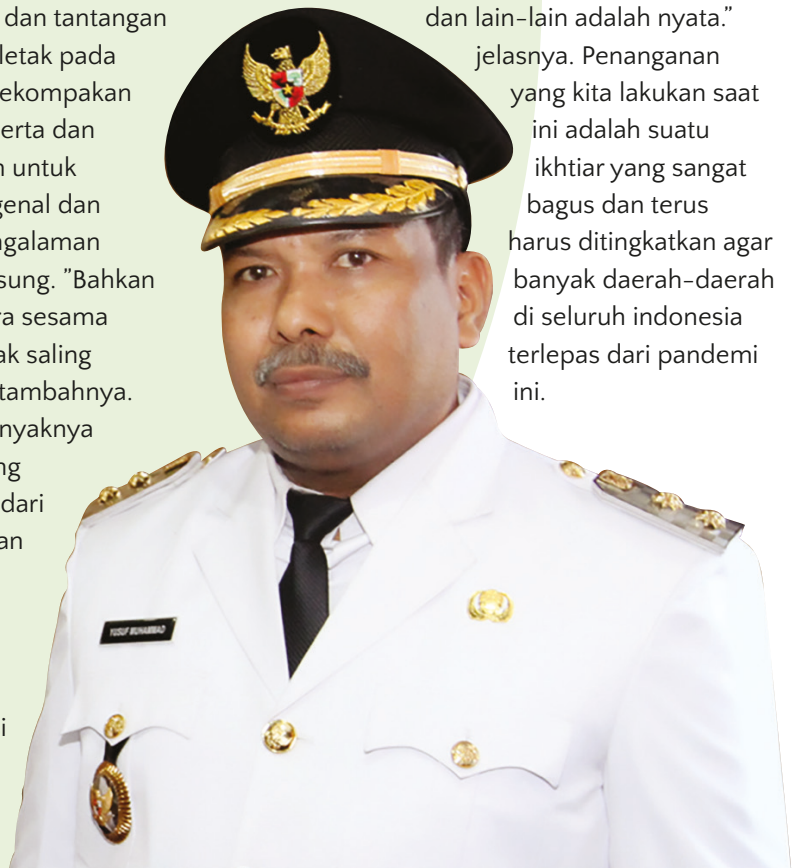 dan tantangan
letak pada
ekompakan
erta dan
n untuk
genal dan
ngalaman
sung. ”Bahkan
a sesama
ak saling
tambahnya.
nyaknya
ng
dari
an
i
dan lain-lain adalah nyata.”
jelasnya. Penanganan
yang kita lakukan saat
ini adalah suatu
ikhtiar yang sangat
bagus dan terus
harus ditingkatkan agar
banyak daerah-daerah
di seluruh indonesia
terlepas dari pandemi
ini.
YUSUF MUHAMMAD